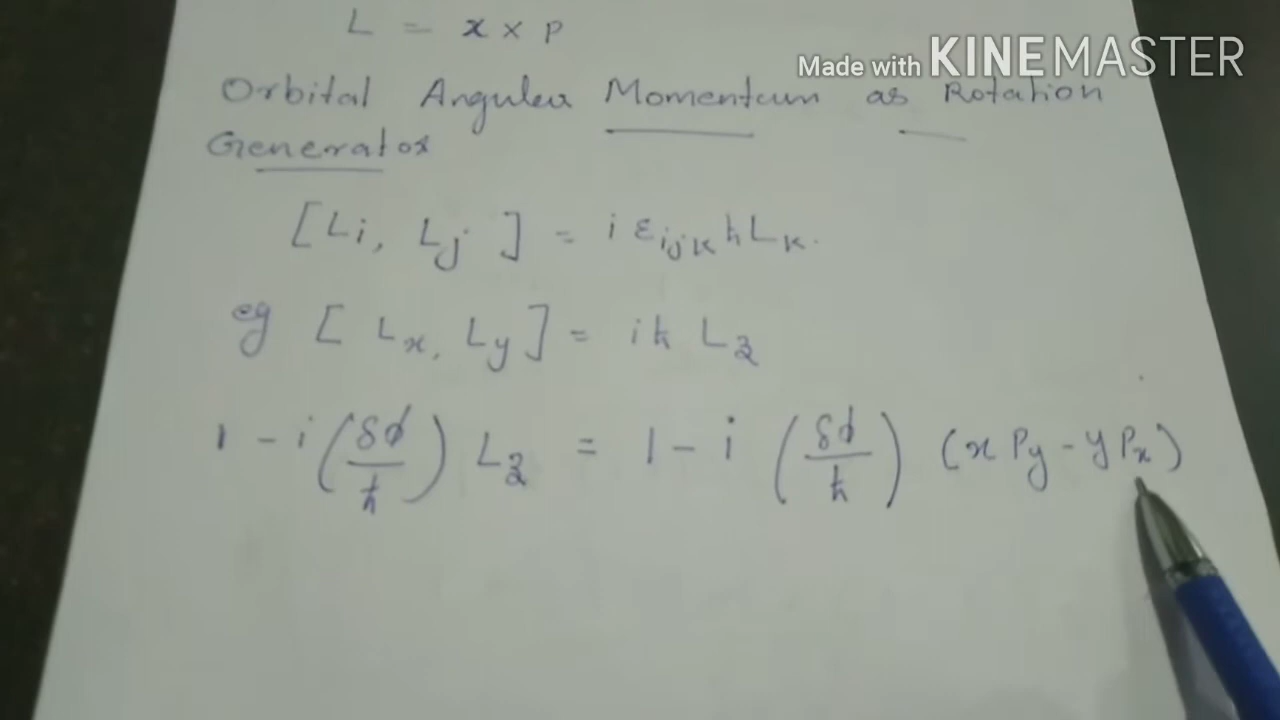 L = x × p
Made with KINEMASTER
Orbital Angular Momentum as Rotation
Generator
[Li, Lj] = i εijk ħ Lk.
eg [Lx, Ly] = iħ Lz
1 - i (δϕ/ħ) Lz = 1 - i (δϕ/ħ) (x Py - y Px)